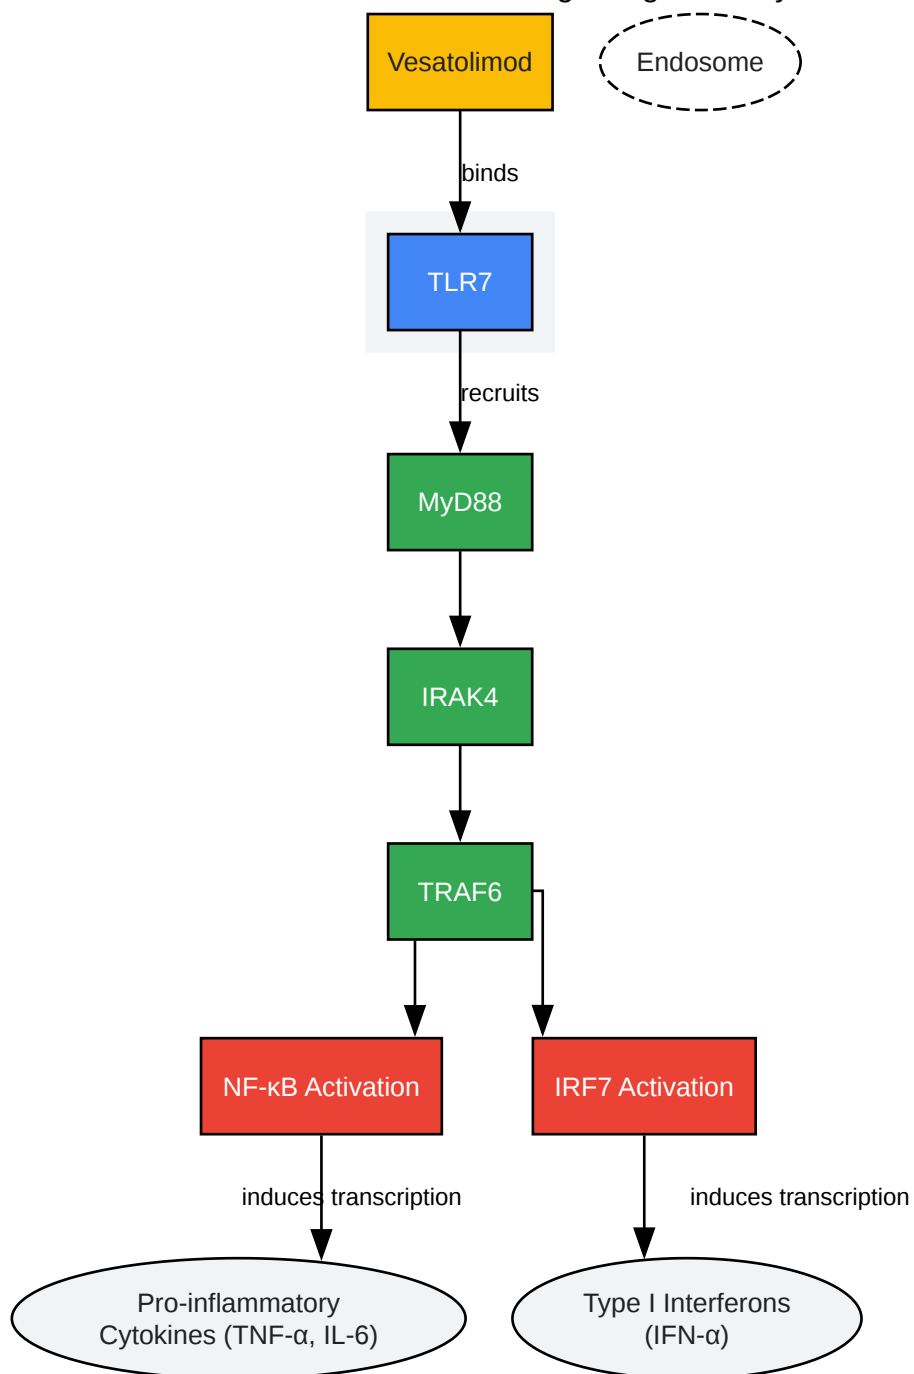 Vesatolimod
Endosome
binds
TLR7
recruits
MyD88
IRAK4
TRAF6
NF-κB Activation
IRF7 Activation
induces transcription
induces transcription
Pro-inflammatory
Cytokines (TNF-α, IL-6)
Type I Interferons
(IFN-α)